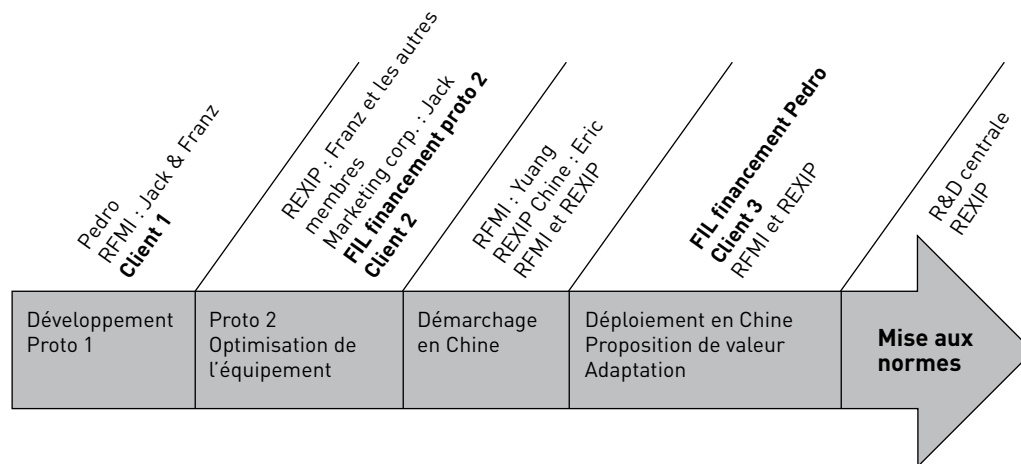 Pedro
RFMI : Jack & Franz
Client 1
REXIP : Franz et les autres
membres
Marketing corp. : Jack
FIL financement proto 2
Client 2
RFMI : Yuang
REXIP Chine : Eric
RFMI et REXIP
FIL financement Pedro
Client 3
RFMI et REXIP
R&D centrale
REXIP
Développement
Proto 1
Proto 2
Optimisation de
l’équipement
Démarchage
en Chine
Déploiement en Chine
Proposition de valeur
Adaptation
Mise aux
normes